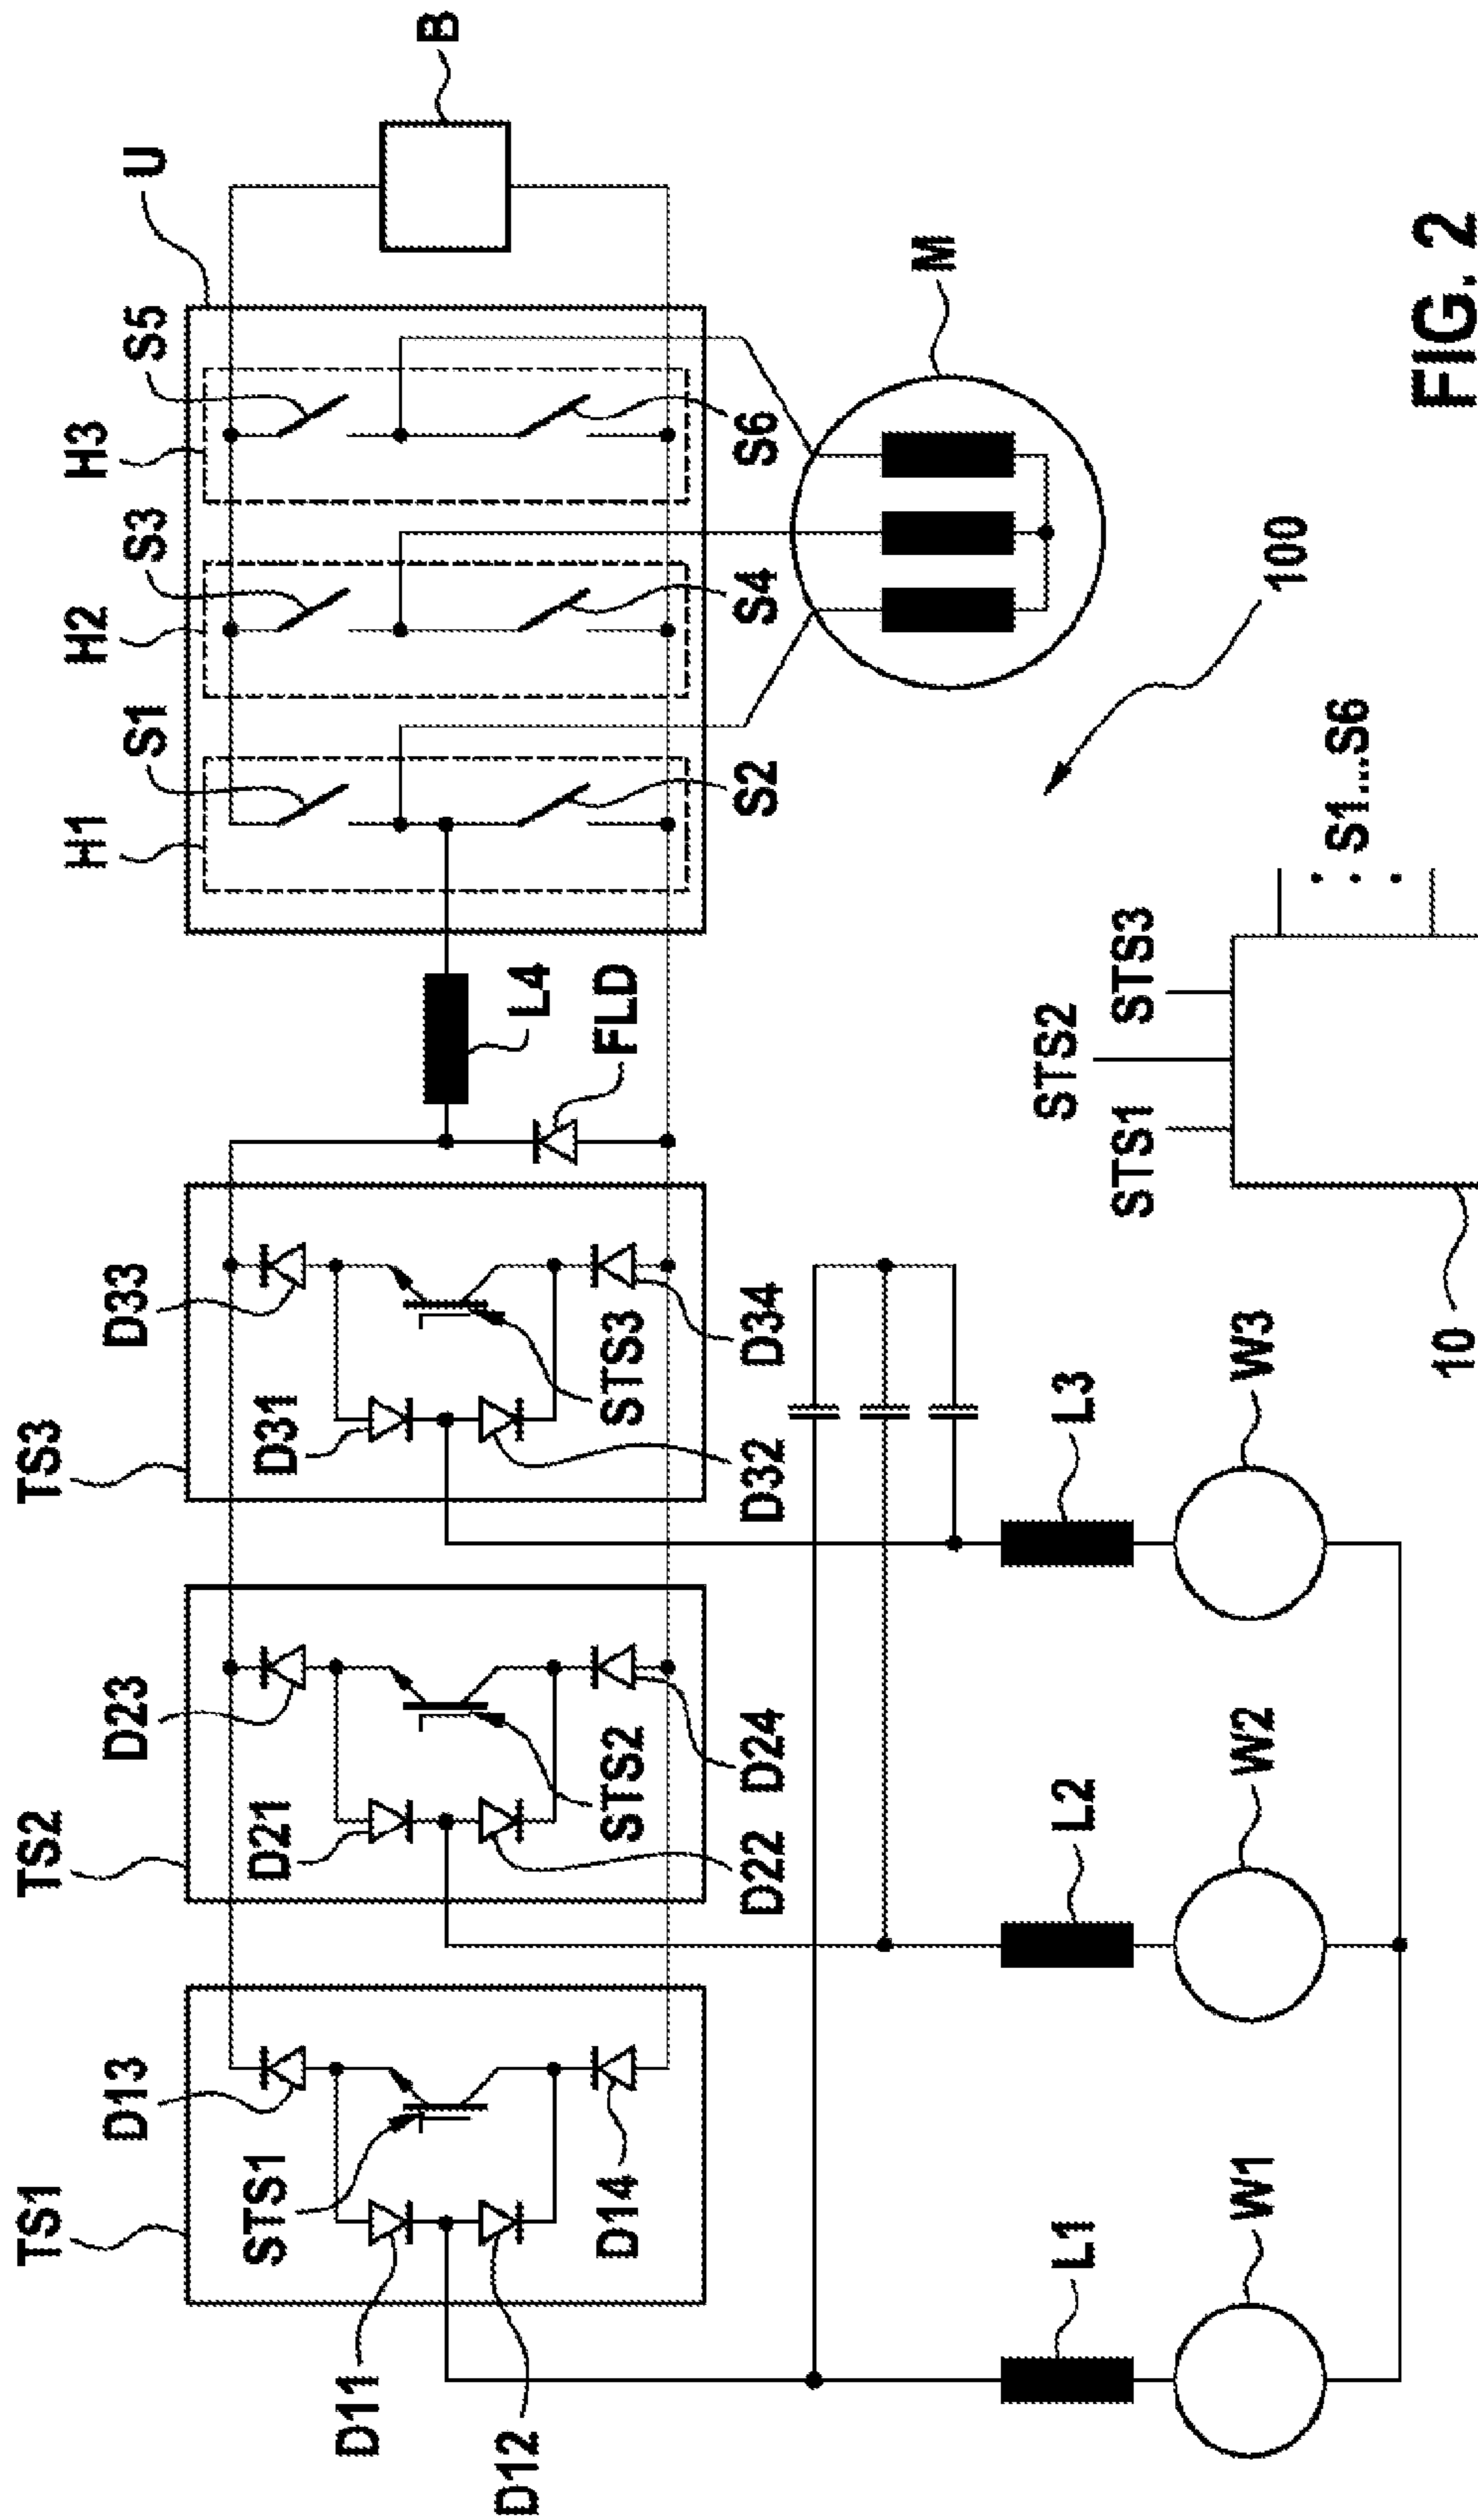 TS1
TS2
TS3
D13
D23
D33
H1
H2
H3
S1
S3
S5
U
B
STS1
D11
D12
D14
D21
STS2
D22
D24
D31
STS3
D32
D34
L4
FLD
S2
S4
S6
M
L1
L2
L3
W1
W2
W3
STS1
STS2
STS3
S1...S6
10
100
FIG. 2